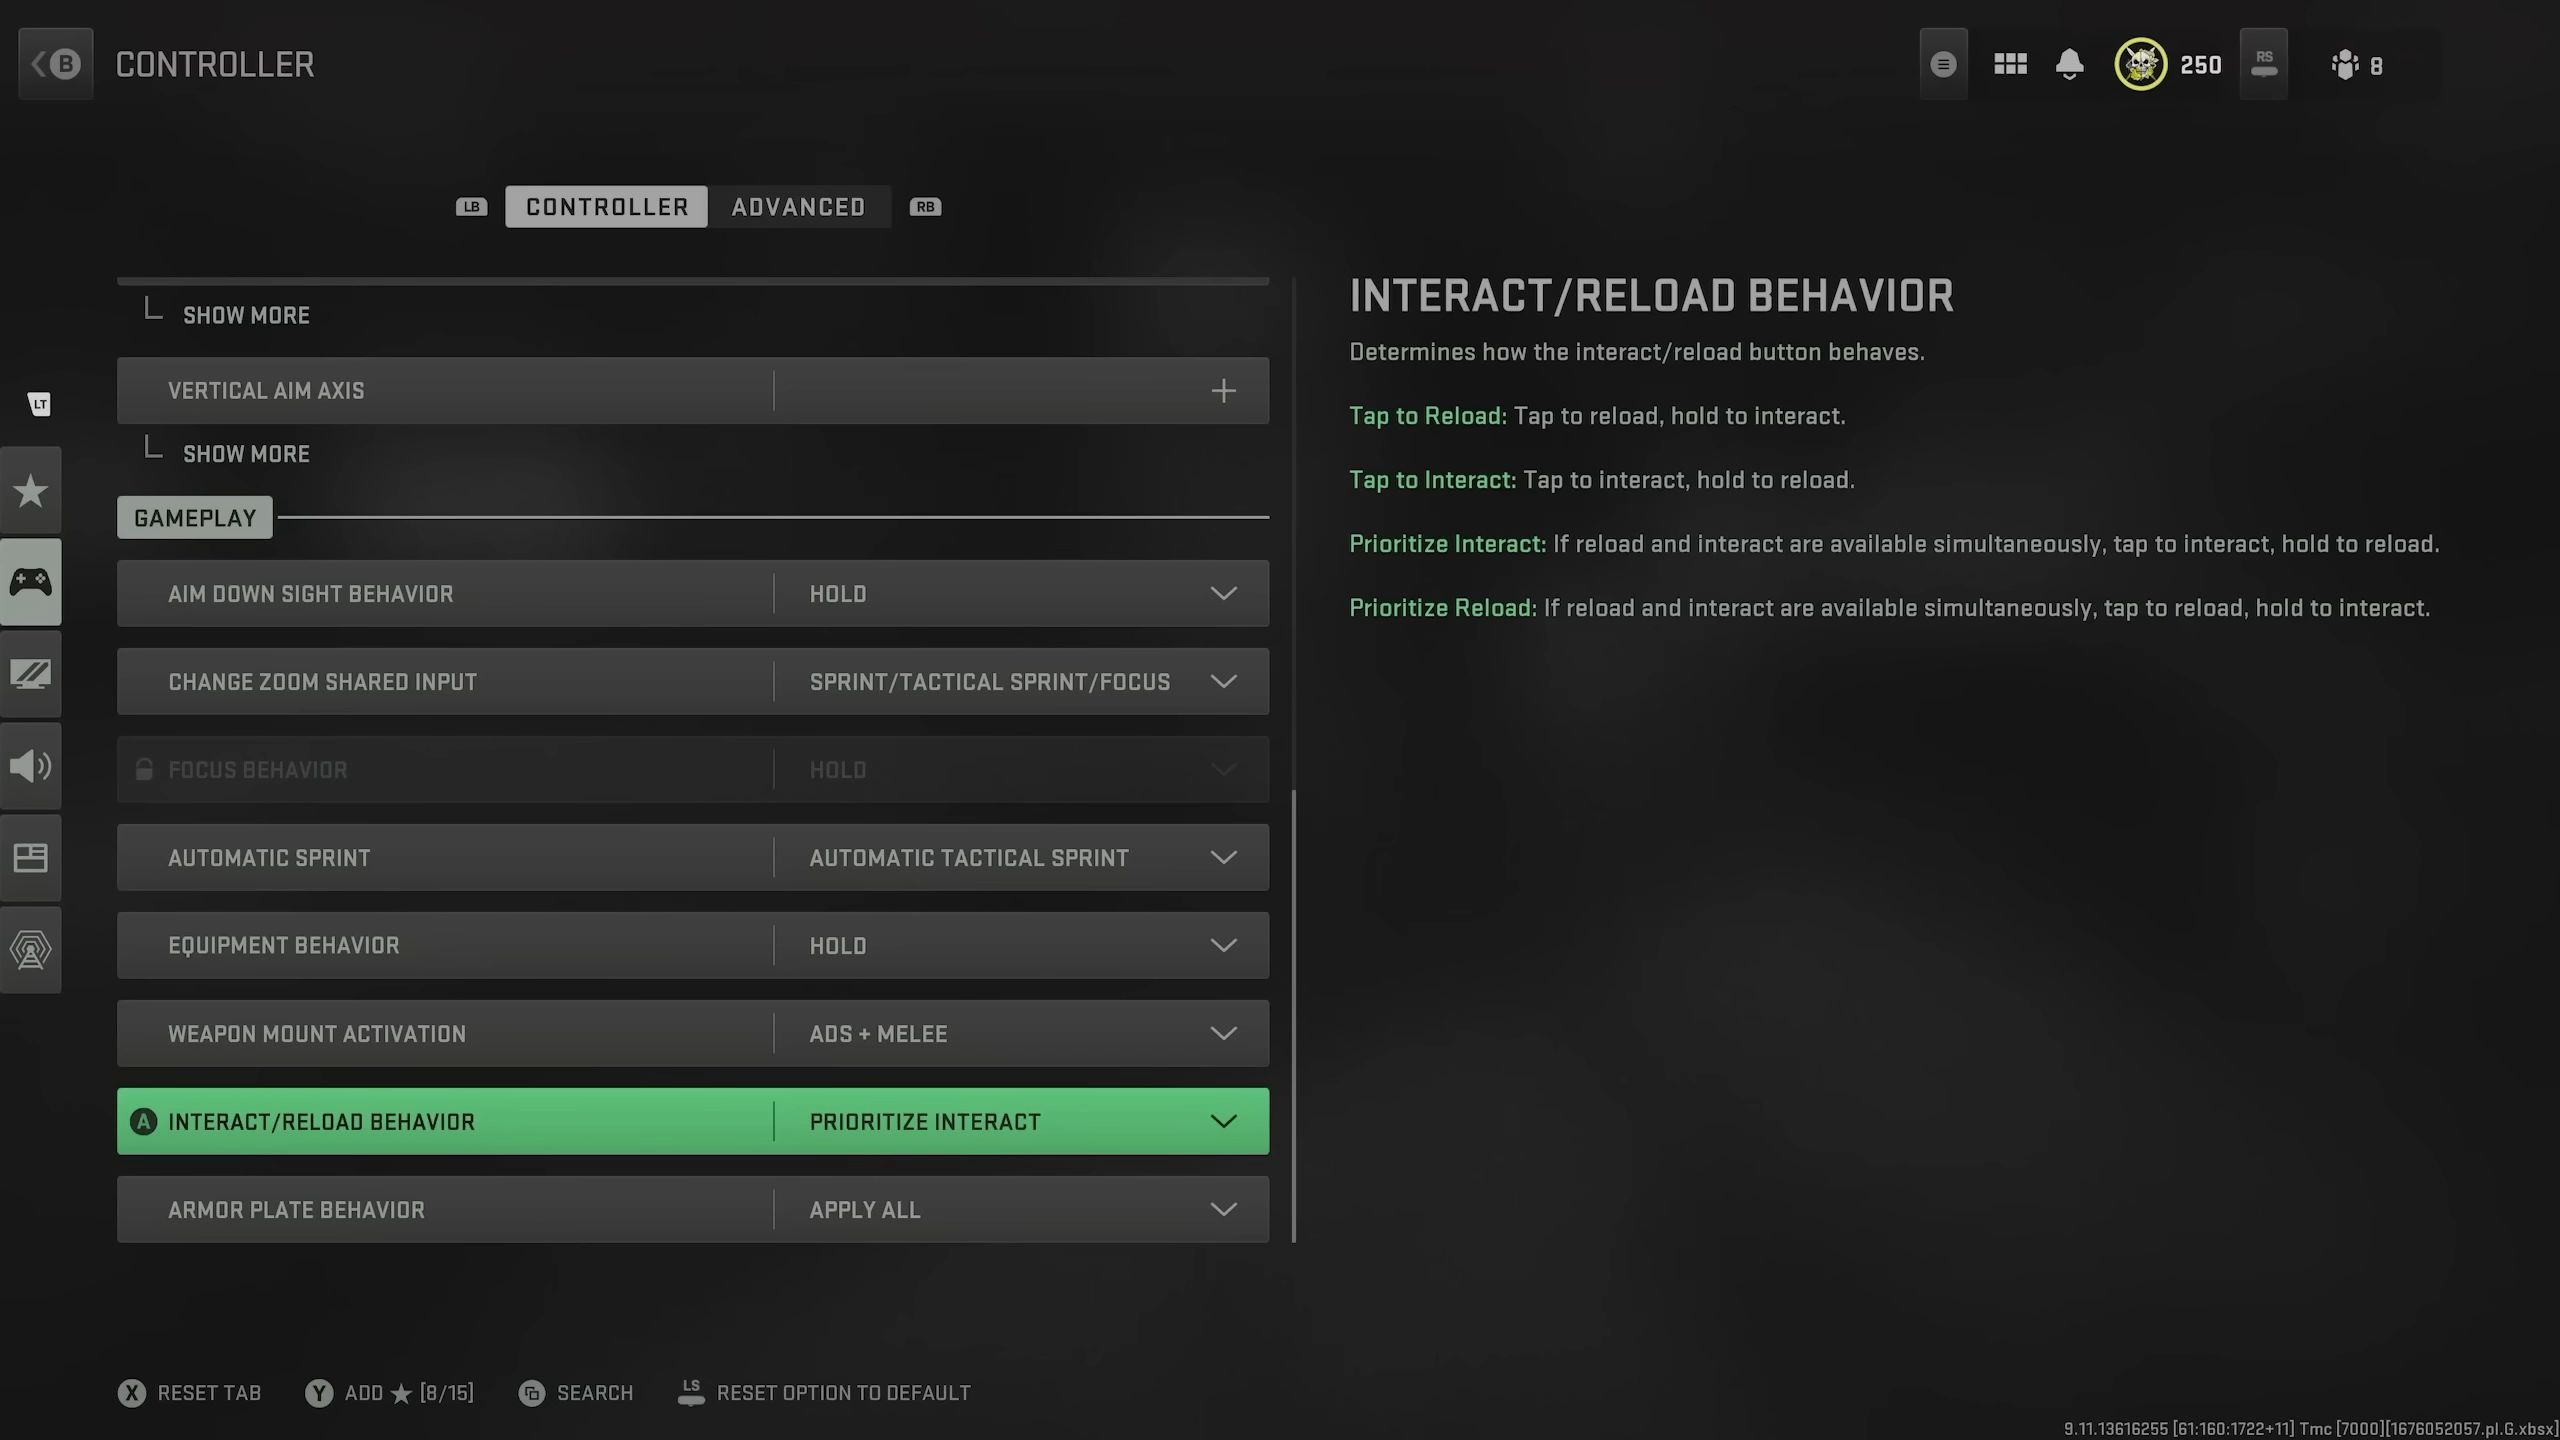 B CONTROLLER
250 RS 8
LB CONTROLLER ADVANCED RB
SHOW MORE
VERTICAL AIM AXIS
LT
SHOW MORE
GAMEPLAY
AIM DOWN SIGHT BEHAVIOR HOLD
CHANGE ZOOM SHARED INPUT SPRINT/TACTICAL SPRINT/FOCUS
FOCUS BEHAVIOR HOLD
AUTOMATIC SPRINT AUTOMATIC TACTICAL SPRINT
EQUIPMENT BEHAVIOR HOLD
WEAPON MOUNT ACTIVATION ADS + MELEE
A INTERACT/RELOAD BEHAVIOR PRIORITIZE INTERACT
ARMOR PLATE BEHAVIOR APPLY ALL
INTERACT/RELOAD BEHAVIOR
Determines how the interact/reload button behaves.
Tap to Reload: Tap to reload, hold to interact.
Tap to Interact: Tap to interact, hold to reload.
Prioritize Interact: If reload and interact are available simultaneously, tap to interact, hold to reload.
Prioritize Reload: If reload and interact are available simultaneously, tap to reload, hold to interact.
X RESET TAB Y ADD ★ [8/15] SEARCH LS RESET OPTION TO DEFAULT
9.11.13616255 [61:160:1722+11] Tmc [7000][1676052057.pl.G.xbsx]